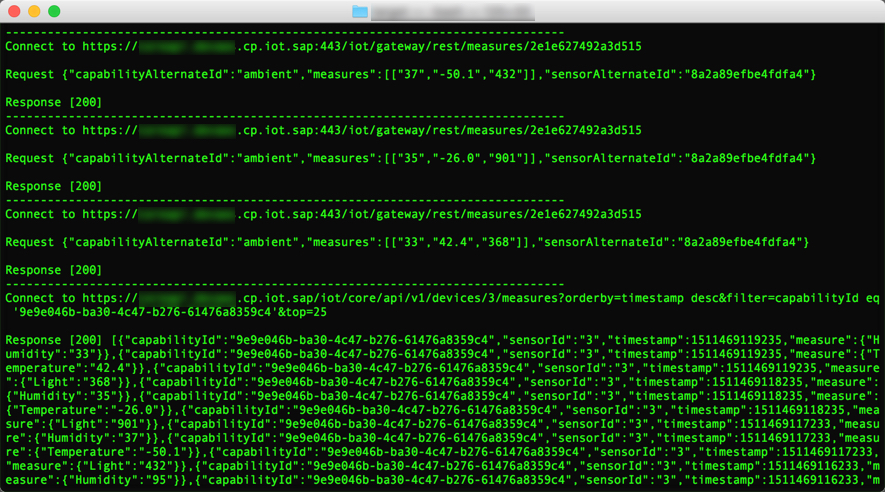 --------------------------------------------------------------------------------
Connect to https:// .cp.iot.sap:443/iot/gateway/rest/measures/2e1e627492a3d515
Request {"capabilityAlternateId":"ambient","measures":[["37","-50.1","432"]],"sensorAlternateId":"8a2a89efbe4fdfa4"}
Response [200]
--------------------------------------------------------------------------------
Connect to https:// .cp.iot.sap:443/iot/gateway/rest/measures/2e1e627492a3d515
Request {"capabilityAlternateId":"ambient","measures":[["35","-26.0","901"]],"sensorAlternateId":"8a2a89efbe4fdfa4"}
Response [200]
--------------------------------------------------------------------------------
Connect to https:// .cp.iot.sap:443/iot/gateway/rest/measures/2e1e627492a3d515
Request {"capabilityAlternateId":"ambient","measures":[["33","42.4","368"]],"sensorAlternateId":"8a2a89efbe4fdfa4"}
Response [200]
--------------------------------------------------------------------------------
Connect to https:// .cp.iot.sap/iot/core/api/v1/devices/3/measures?orderby=timestamp desc&filter=capabilityId eq
'9e9e046b-ba30-4c47-b276-61476a8359c4'&top=25
Response [200] [{"capabilityId":"9e9e046b-ba30-4c47-b276-61476a8359c4","sensorId":"3","timestamp":1511469119235,"measure":{"H
umidity":"33"}},{"capabilityId":"9e9e046b-ba30-4c47-b276-61476a8359c4","sensorId":"3","timestamp":1511469119235,"measure":{"T
emperature":"42.4"}},{"capabilityId":"9e9e046b-ba30-4c47-b276-61476a8359c4","sensorId":"3","timestamp":1511469119235,"measure
":{"Light":"368"}},{"capabilityId":"9e9e046b-ba30-4c47-b276-61476a8359c4","sensorId":"3","timestamp":1511469118235,"measure":
{"Humidity":"35"}},{"capabilityId":"9e9e046b-ba30-4c47-b276-61476a8359c4","sensorId":"3","timestamp":1511469118235,"measure":
{"Temperature":"-26.0"}},{"capabilityId":"9e9e046b-ba30-4c47-b276-61476a8359c4","sensorId":"3","timestamp":1511469118235,"mea
sure":{"Light":"901"}},{"capabilityId":"9e9e046b-ba30-4c47-b276-61476a8359c4","sensorId":"3","timestamp":1511469117233,"measu
re":{"Humidity":"37"}},{"capabilityId":"9e9e046b-ba30-4c47-b276-61476a8359c4","sensorId":"3","timestamp":1511469117233,"measu
re":{"Temperature":"-50.1"}},{"capabilityId":"9e9e046b-ba30-4c47-b276-61476a8359c4","sensorId":"3","timestamp":1511469117233,
"measure":{"Light":"432"}},{"capabilityId":"9e9e046b-ba30-4c47-b276-61476a8359c4","sensorId":"3","timestamp":1511469116233,"m
easure":{"Humidity":"95"}},{"capabilityId":"9e9e046b-ba30-4c47-b276-61476a8359c4","sensorId":"3","timestamp":1511469116233,"m